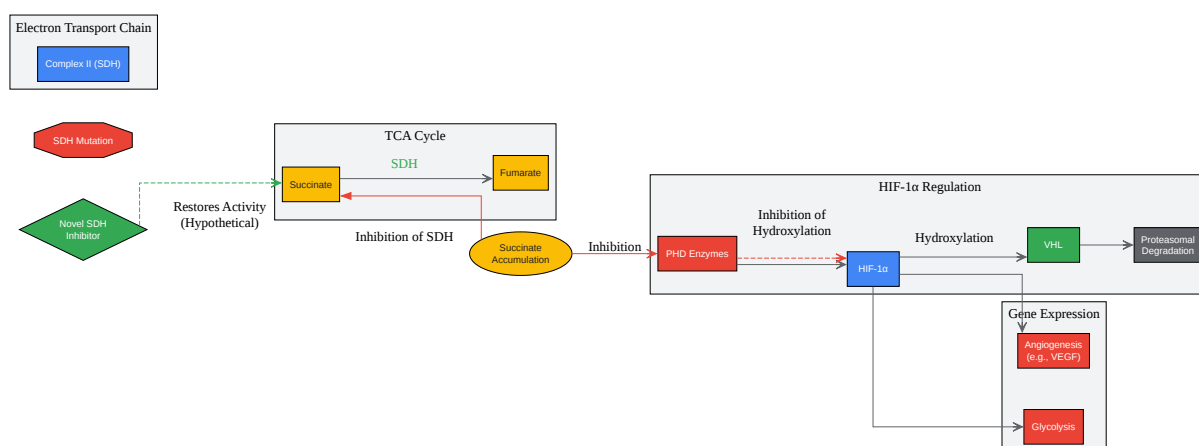 Electron Transport Chain
Complex II (SDH)
SDH Mutation
Novel SDH
Inhibitor
Restores Activity
(Hypothetical)
TCA Cycle
Succinate
SDH
Fumarate
Inhibition of SDH
Succinate
Accumulation
Inhibition
HIF-1α Regulation
PHD Enzymes
Inhibition of
Hydroxylation
HIF-1α
Hydroxylation
VHL
Proteasomal
Degradation
Gene Expression
Angiogenesis
(e.g., VEGF)
Glycolysis